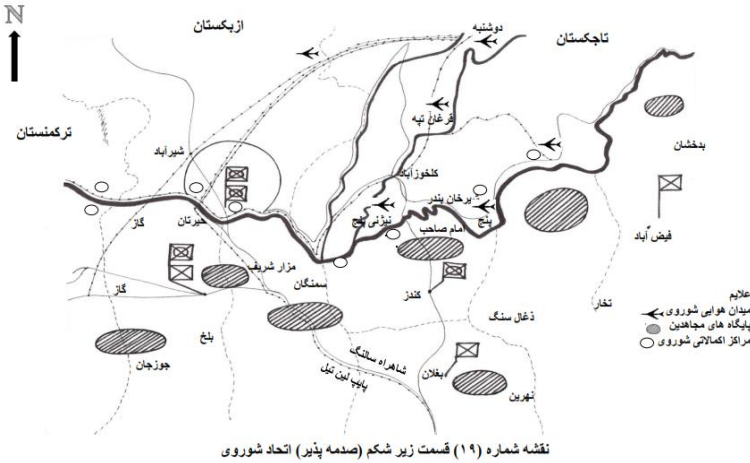 N
ازبکستان
دوشنبه
تاجکستان
قرغان تپه
ترکمنستان
شیرآباد
بدخشان
کلخوزآباد
پرخان بندر
گاز
حیرتان
نیژنی پنج
پنج
فیض آباد
امام صاحب
مزار شریف
سمنگان
گاز
کندز
تخار
ذغال سنگ
بلخ
جوزجان
شاهراه سالنگ
پایپ لین تیل
بغلان
نهرین
علایم
میدان هوایی شوروی
پایگاه های مجاهدین
مراکز اکمالاتی شوروی
نقشه شماره (۱۹) قسمت زیر شکم (صدمه پذیر) اتحاد شوروی